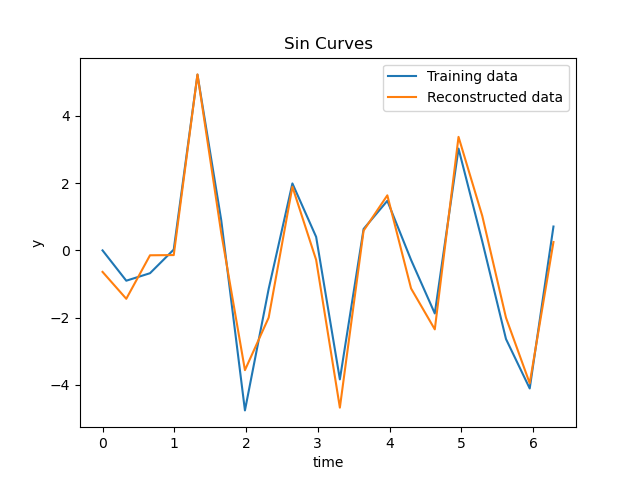 Sin Curves
Training data
Reconstructed data
y
4
2
0
−2
−4
0 1 2 3 4 5 6
time